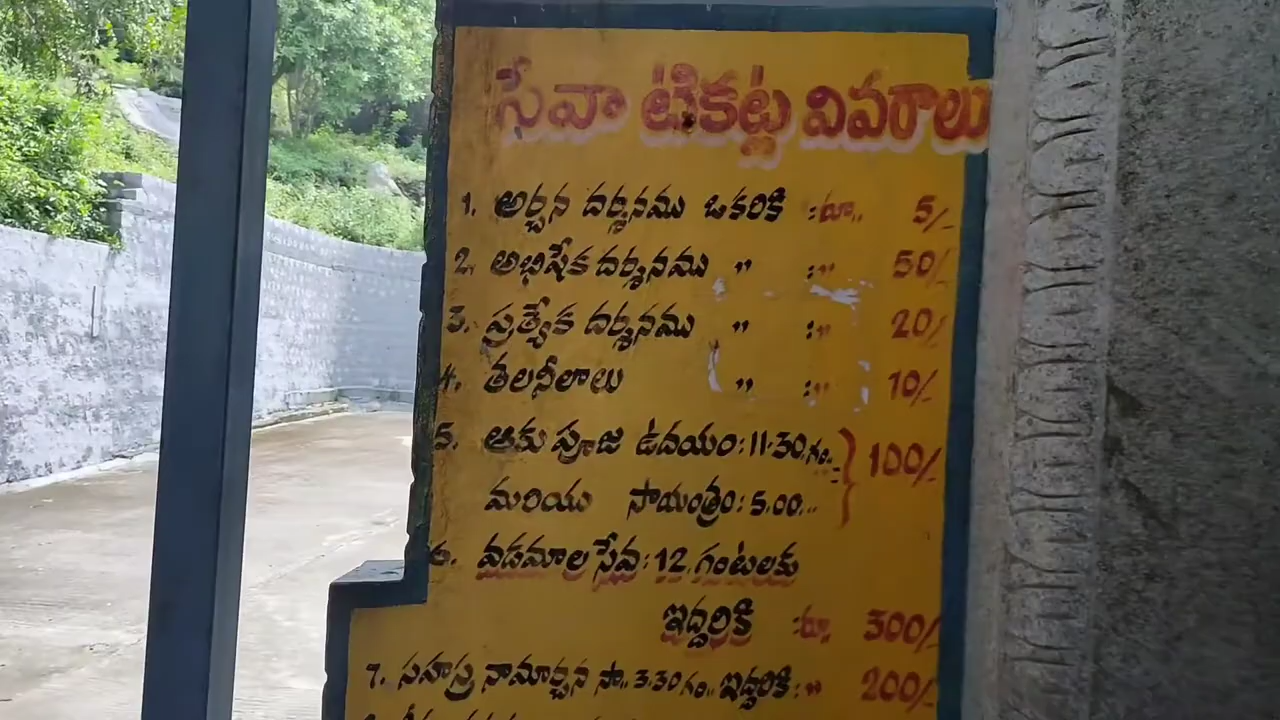 సేవా టికెట్ల వివరాలు
1. అర్చన దర్శనము ఒకరికి :రూ.. 5/-
2. అభిషేక దర్శనము " :" 50/-
3. ప్రత్యేక దర్శనము " :" 20/-
4. తలనీలాలు " :" 10/-
5. ఆకు పూజ ఉదయం:11.30గం.. } 100/-
మరియు సాయంత్రం: 5.00..
6. వడమాల సేవ: 12 గంటలకు
ఇద్దరికి :రూ. 300/-
7. సహస్ర నామార్చన సా.. 3.30 గం.. ఇద్దరికి: " 200/-